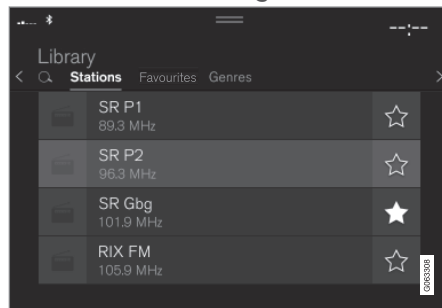 --:--
Library
Stations Favourites Genres
SR P1
89.3 MHz
SR P2
96.3 MHz
SR Gbg
101.9 MHz
RIX FM
105.9 MHz
G063308